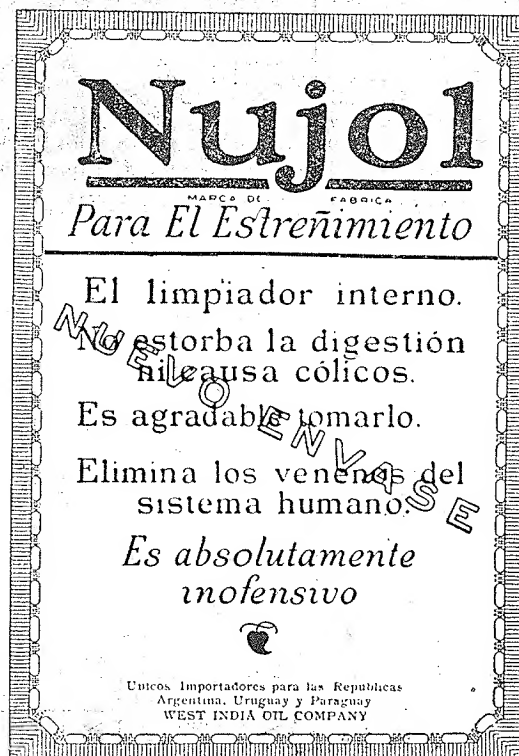 Nujol
MARCA DE FABRICA
Para El Estreñimiento
El limpiador interno.
No estorba la digestión
ni causa cólicos.
Es agradable tomarlo.
Elimina los venenos del
sistema humano.
Es absolutamente
inofensivo
NUEVO ENVASE
Unicos Importadores para las Republicas
Argentina, Uruguay y Paraguay
WEST INDIA OIL COMPANY